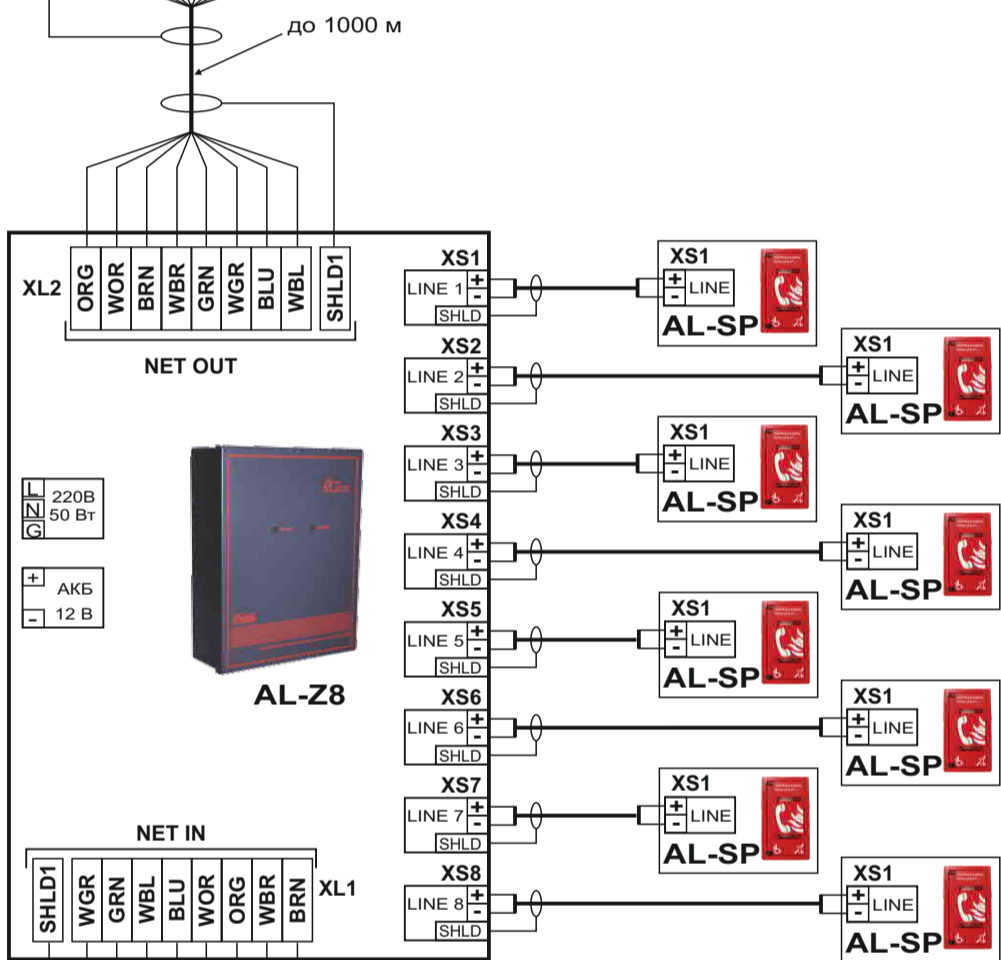 до 1000 м
XL2
ORG
WOR
BRN
WBR
GRN
WGR
BLU
WBL
SHLD1
NET OUT
L
N
G
220В
50 Вт
+
-
АКБ
12 В
AL-Z8
NET IN
SHLD1
WGR
GRN
WBL
BLU
WOR
ORG
WBR
BRN
XL1
XS1
LINE 1
+
-
SHLD
XS1
+
-
LINE
AL-SP
XS2
LINE 2
+
-
SHLD
XS1
+
-
LINE
AL-SP
XS3
LINE 3
+
-
SHLD
XS1
+
-
LINE
AL-SP
XS4
LINE 4
+
-
SHLD
XS1
+
-
LINE
AL-SP
XS5
LINE 5
+
-
SHLD
XS1
+
-
LINE
AL-SP
XS6
LINE 6
+
-
SHLD
XS1
+
-
LINE
AL-SP
XS7
LINE 7
+
-
SHLD
XS1
+
-
LINE
AL-SP
XS8
LINE 8
+
-
SHLD
XS1
+
-
LINE
AL-SP